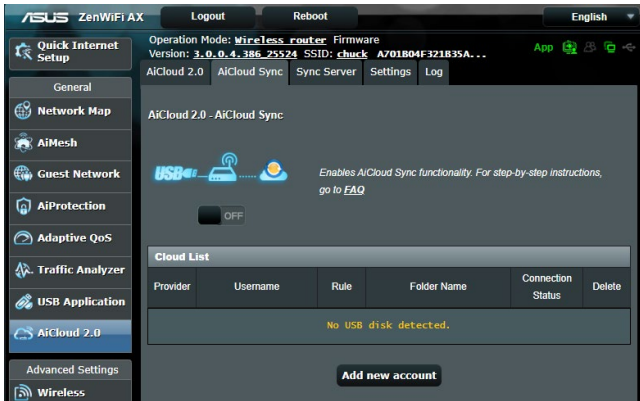 ASUS ZenWiFi AX Logout Reboot English
Quick Internet Setup
Operation Mode: Wireless router Firmware
Version: 3.0.0.4.386_25524 SSID: chuck A701B04F321B35A...
App
AiCloud 2.0 AiCloud Sync Sync Server Settings Log
General
Network Map
AiMesh
Guest Network
AiProtection
Adaptive QoS
Traffic Analyzer
USB Application
AiCloud 2.0
Advanced Settings
Wireless
AiCloud 2.0 - AiCloud Sync
USB
Enables AiCloud Sync functionality. For step-by-step instructions,
go to FAQ
OFF
Cloud List
Provider Username Rule Folder Name Connection Status Delete
No USB disk detected.
Add new account